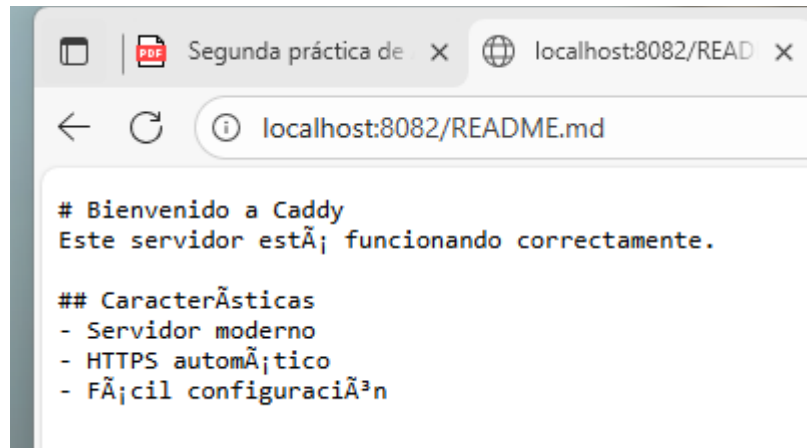 PDF
Segunda práctica de
localhost:8082/READ
localhost:8082/README.md
# Bienvenido a Caddy
Este servidor estÃ¡ funcionando correctamente.
## CaracterÃsticas
- Servidor moderno
- HTTPS automÃ¡tico
- FÃ¡cil configuraciÃ³n